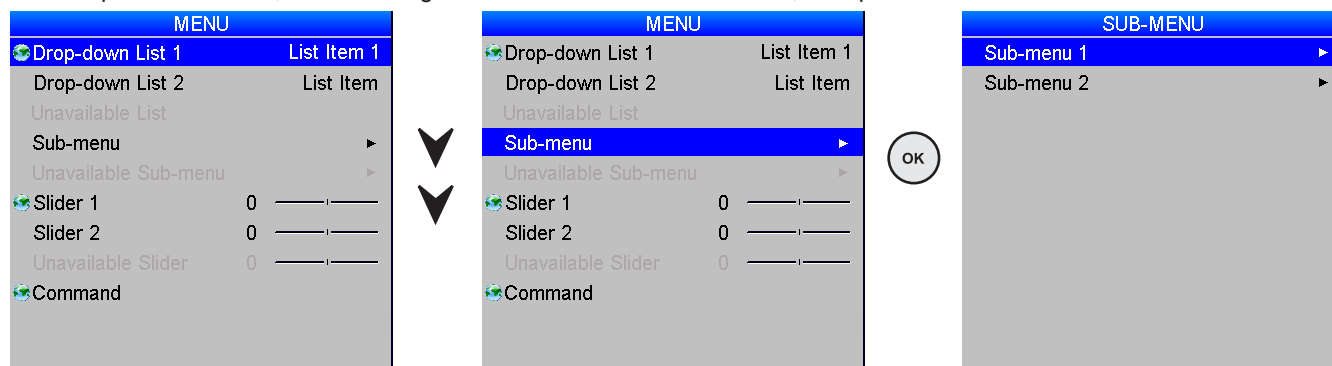 MENU
Drop-down List 1 List Item 1
Drop-down List 2 List Item
Unavailable List
Sub-menu
Unavailable Sub-menu
Slider 1 0
Slider 2 0
Unavailable Slider 0
Command
MENU
Drop-down List 1 List Item 1
Drop-down List 2 List Item
Unavailable List
Sub-menu
Unavailable Sub-menu
Slider 1 0
Slider 2 0
Unavailable Slider 0
Command
OK
SUB-MENU
Sub-menu 1
Sub-menu 2